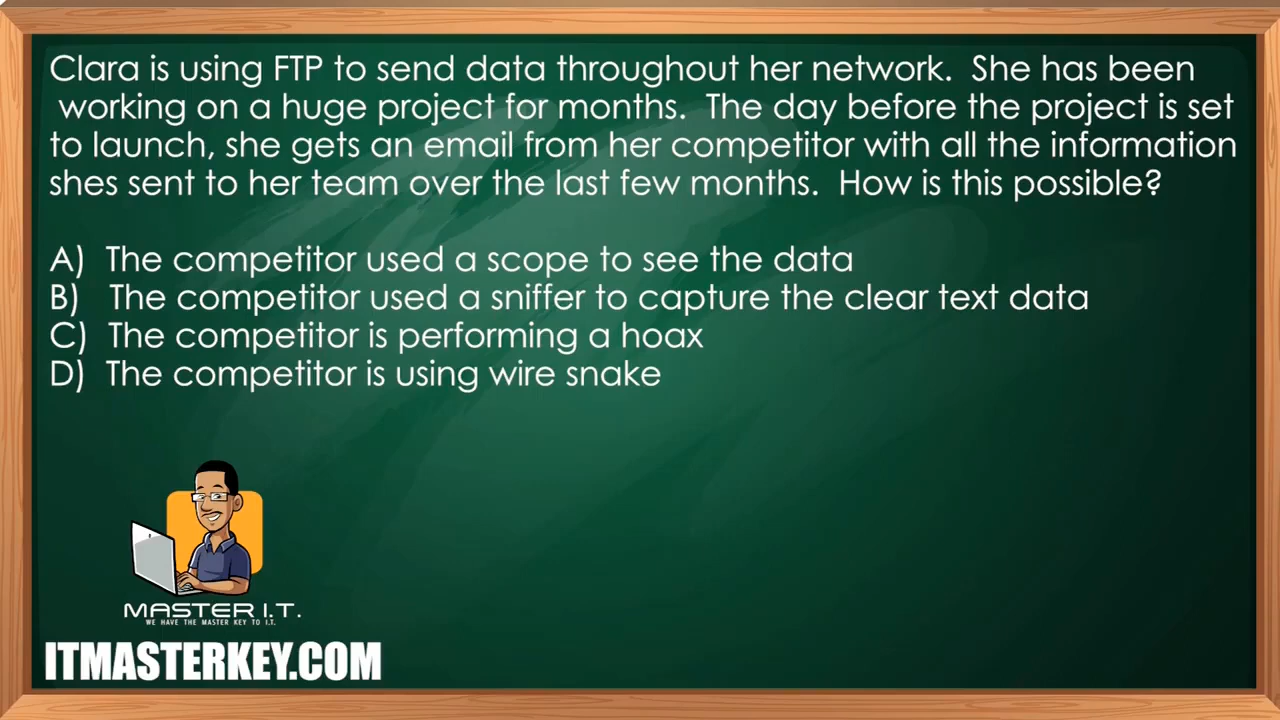 Clara is using FTP to send data throughout her network. She has been
working on a huge project for months. The day before the project is set
to launch, she gets an email from her competitor with all the information
shes sent to her team over the last few months. How is this possible?
A) The competitor used a scope to see the data
B) The competitor used a sniffer to capture the clear text data
C) The competitor is performing a hoax
D) The competitor is using wire snake
MASTER I.T.
WE HAVE THE MASTER KEY TO I.T.
ITMASTERKEY.COM